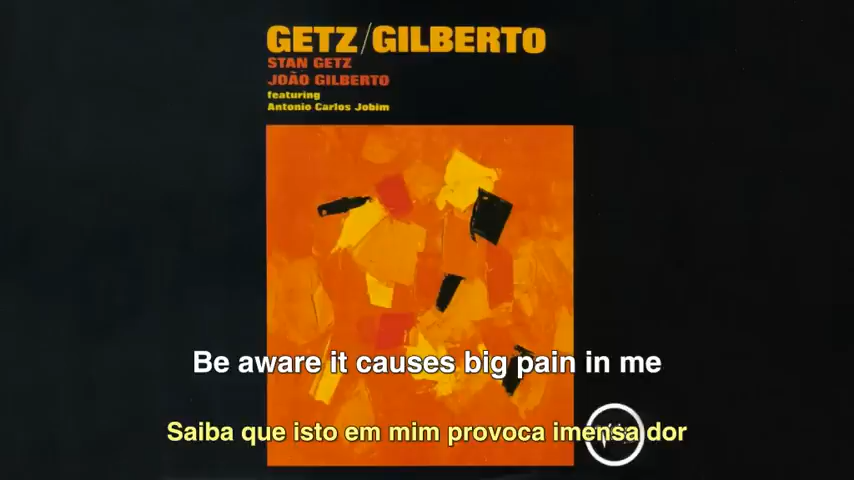 GETZ/GILBERTO
STAN GETZ
JOÃO GILBERTO
featuring
Antonio Carlos Jobim
Be aware it causes big pain in me
Saiba que isto em mim provoca imensa dor